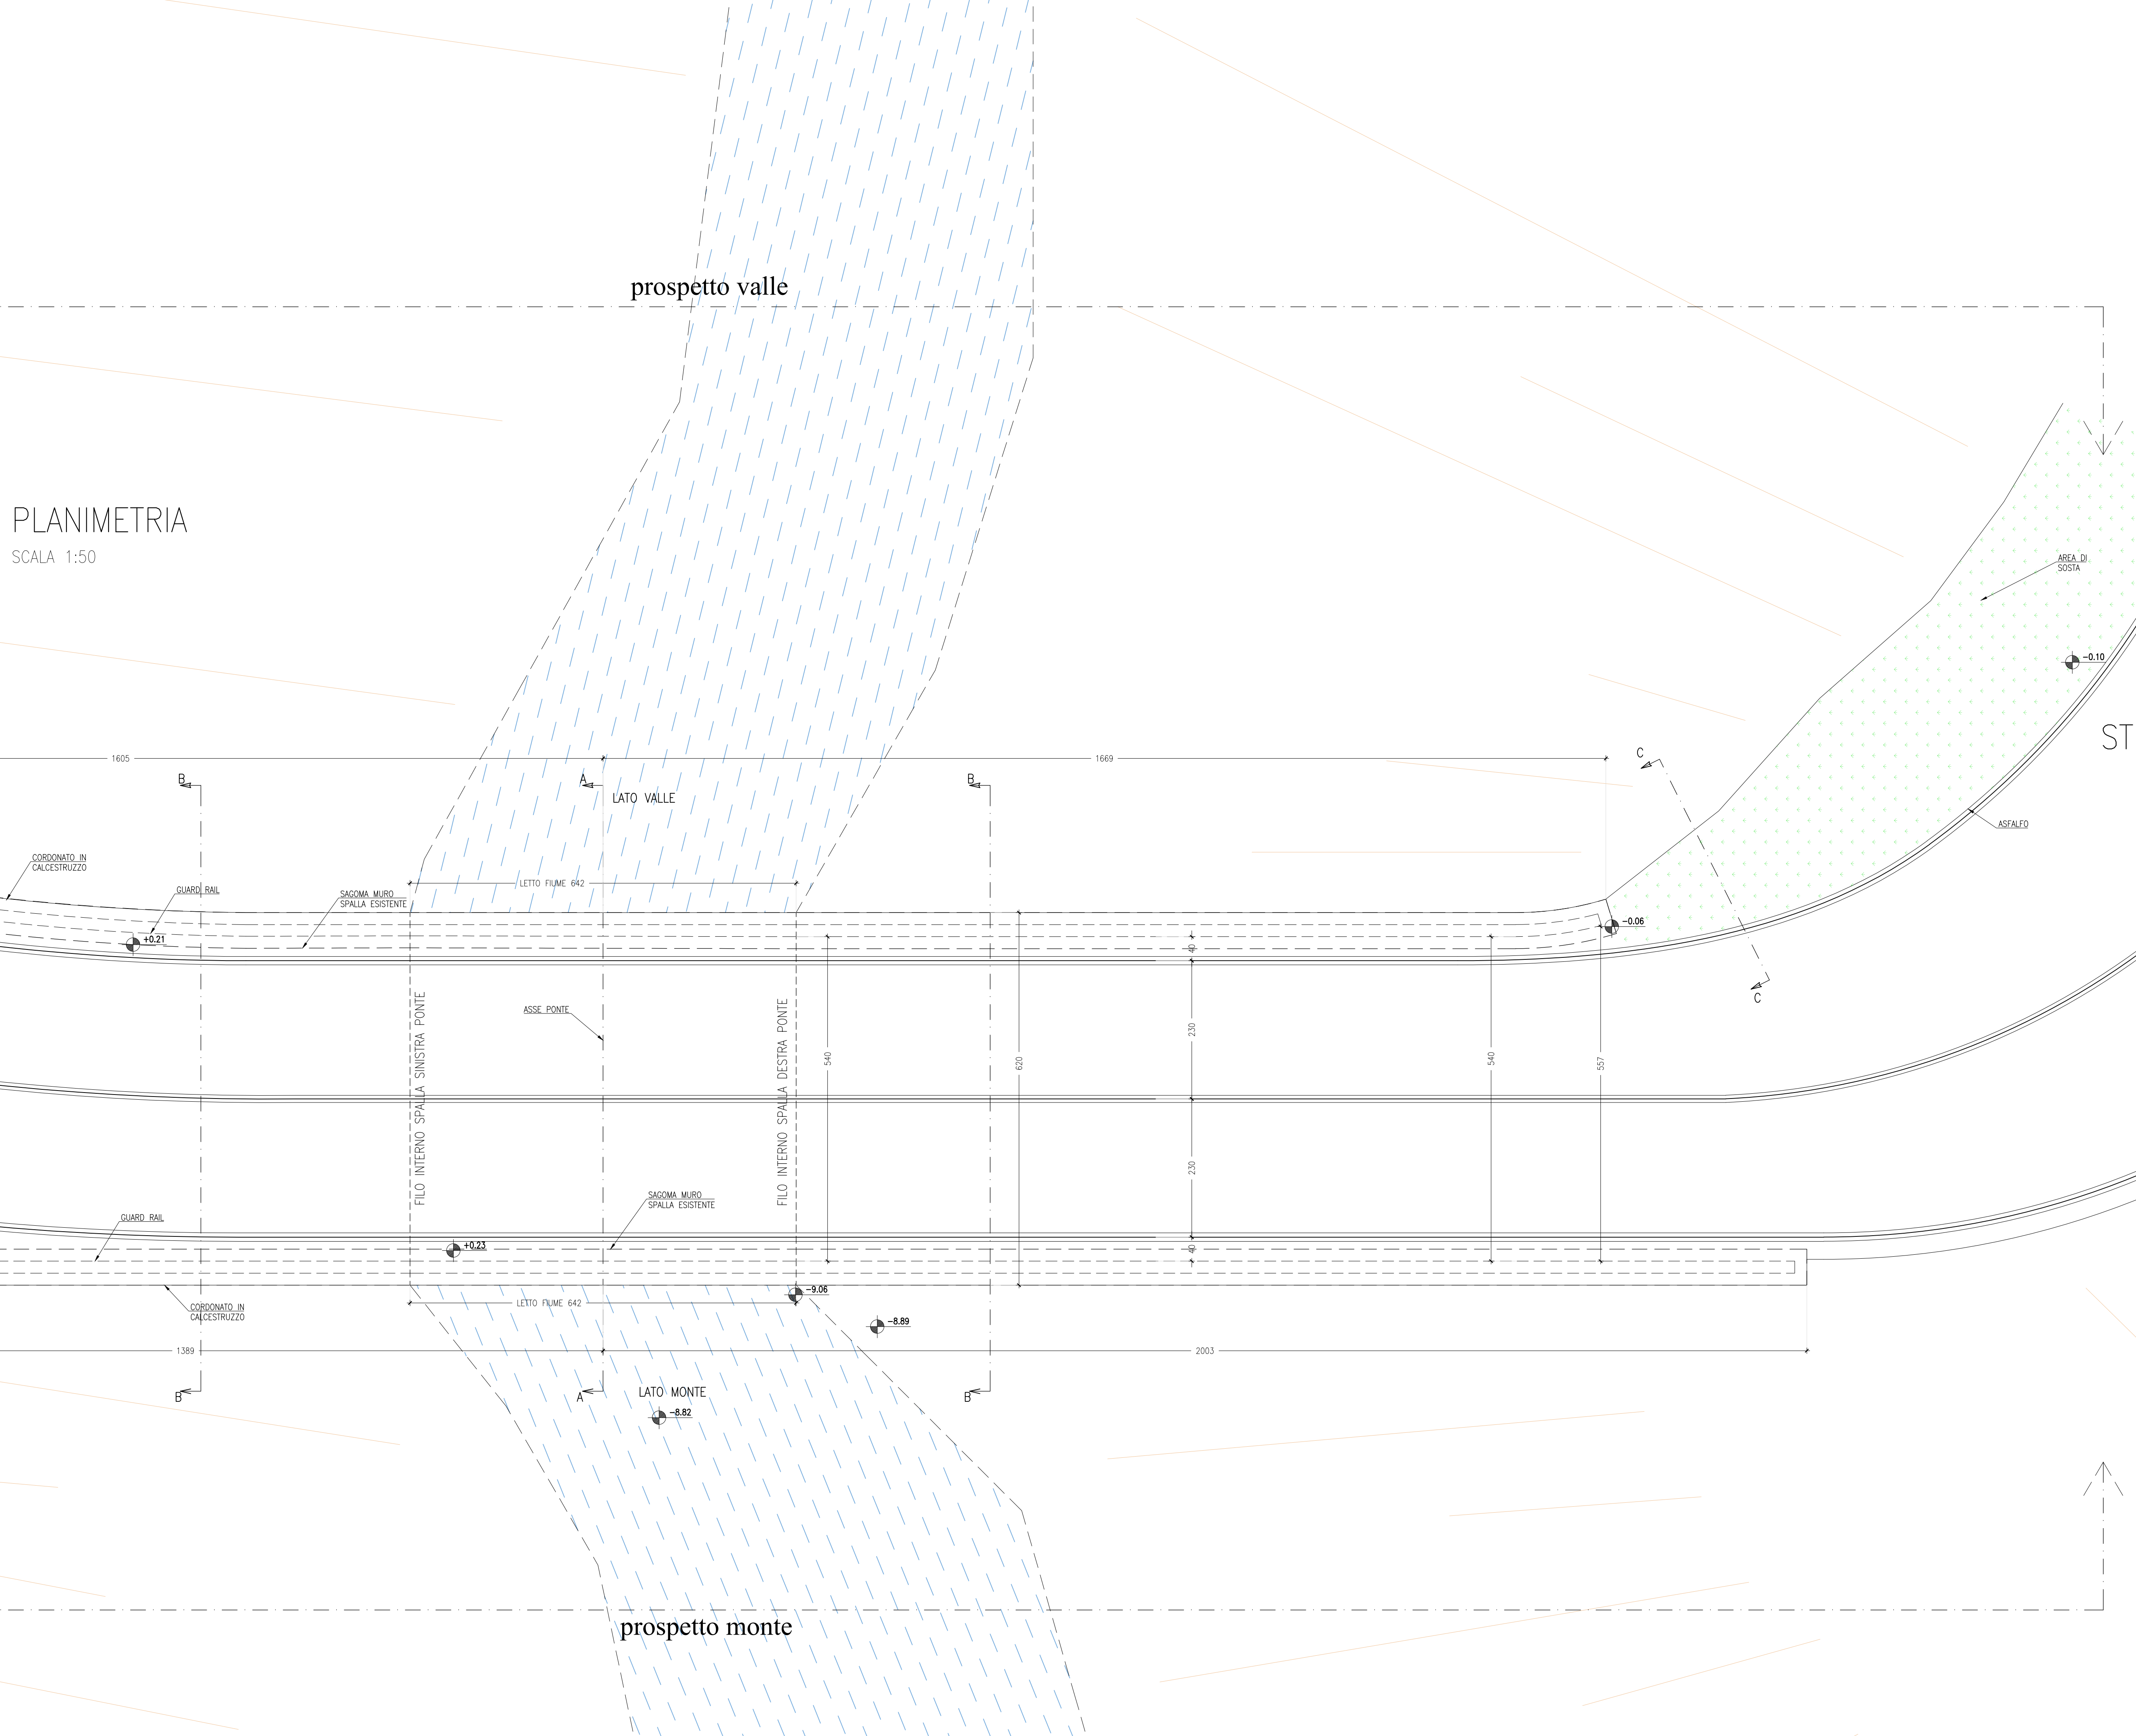 prospetto valle
PLANIMETRIA
SCALA 1:50
AREA DI
SOSTA
-0.10
ST
1605
1669
C
B
A
B
LATO VALLE
ASFALFO
CORDONATO IN
CALCESTRUZZO
GUARD RAIL
SAGOMA MURO
SPALLA ESISTENTE
LETTO FIUME 642
+0.21
-0.06
40
C
FILO INTERNO SPALLA SINISTRA PONTE
ASSE PONTE
FILO INTERNO SPALLA DESTRA PONTE
540
620
230
540
557
230
SAGOMA MURO
SPALLA ESISTENTE
GUARD RAIL
+0.23
40
CORDONATO IN
CALCESTRUZZO
LETTO FIUME 642
-9.06
-8.89
1389
2003
B
A
LATO MONTE
B
-8.82
prospetto monte